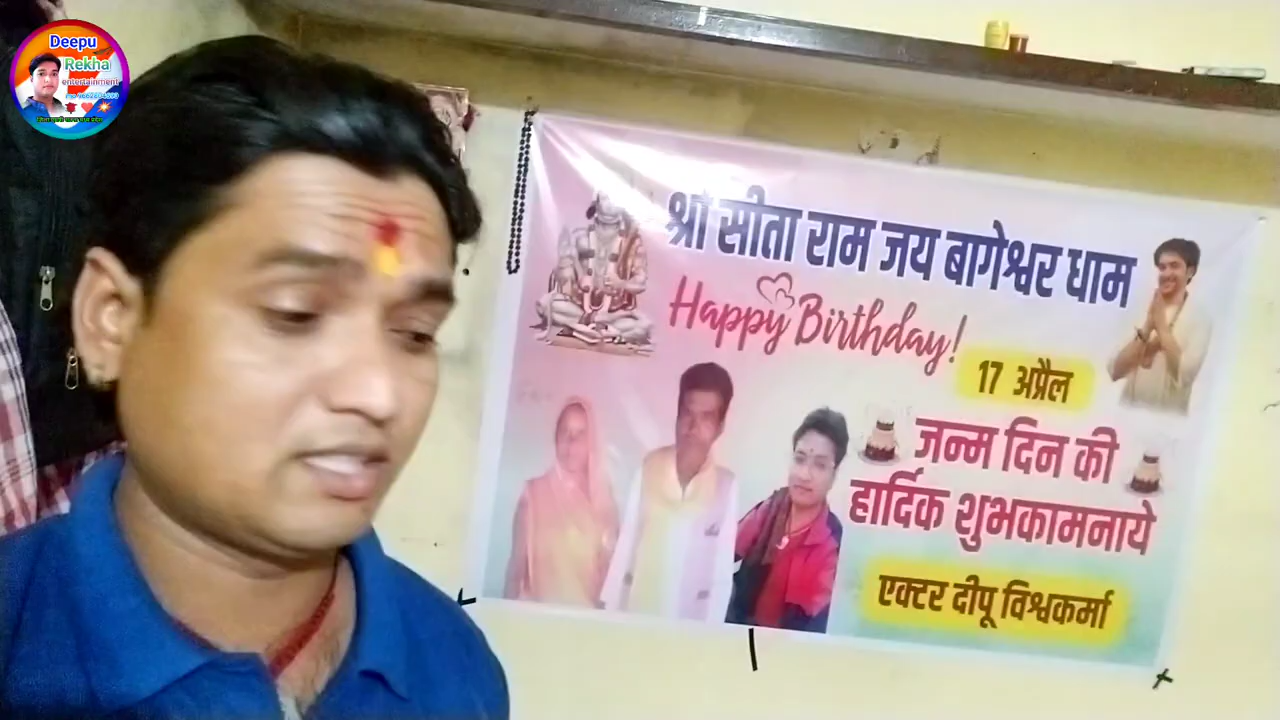 Deepu
Rekha
entertainment
श्री सीता राम जय बागेश्वर धाम
Happy Birthday!
17 अप्रैल
जन्म दिन की
हार्दिक शुभकामनाये
एक्टर दीपू विश्वकर्मा